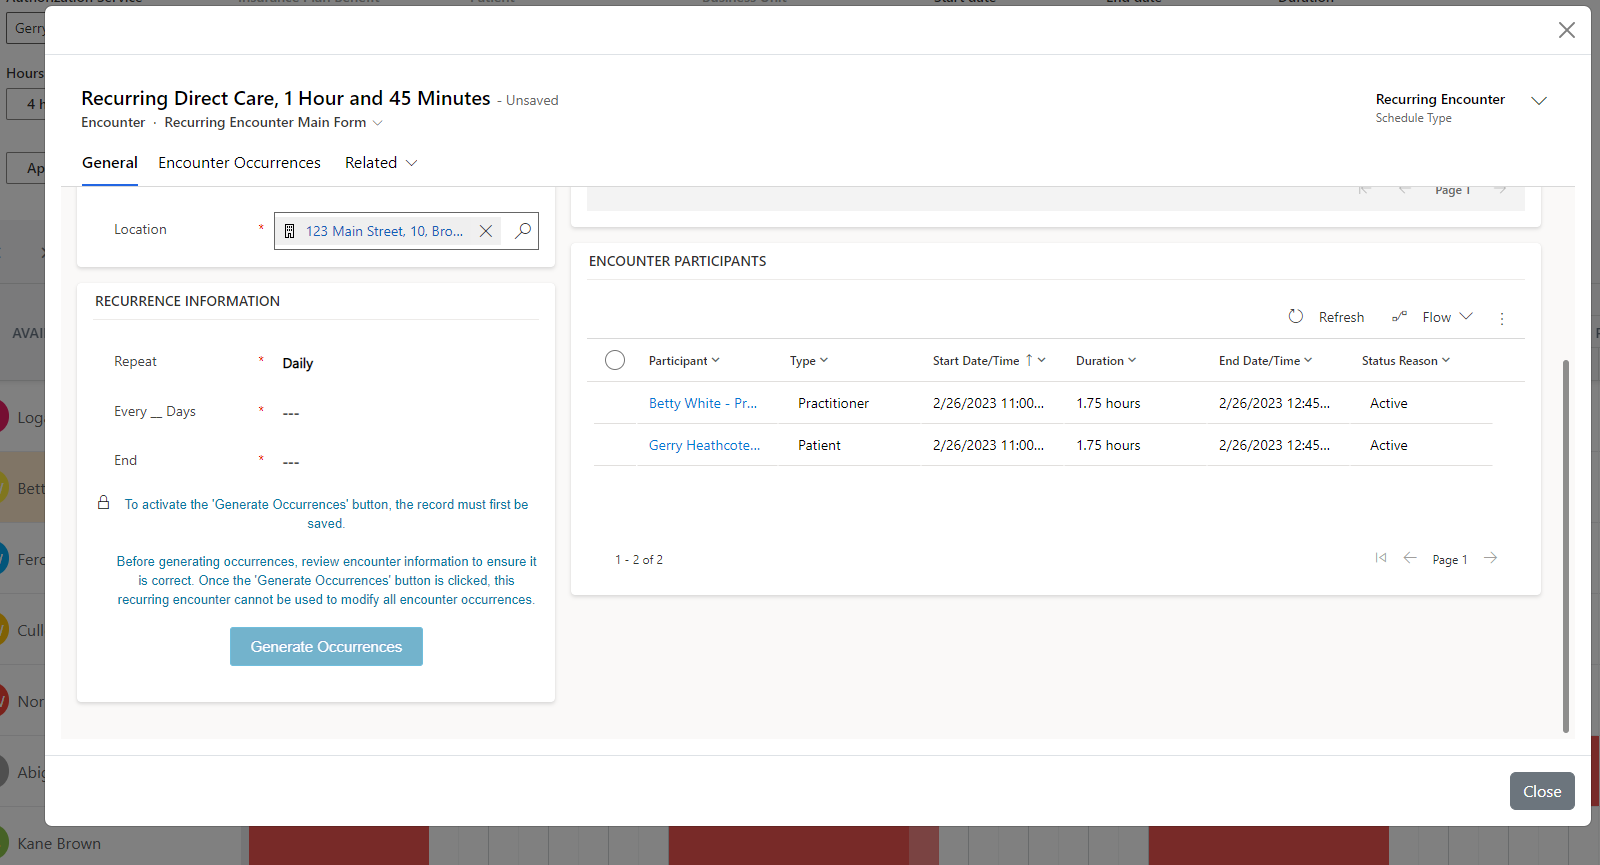 Recurring Direct Care, 1 Hour and 45 Minutes - Unsaved
Encounter · Recurring Encounter Main Form
Recurring Encounter
Schedule Type
General Encounter Occurrences Related
Page 1
Location * 123 Main Street, 10, Bro...
RECURRENCE INFORMATION
Repeat * Daily
Every __ Days * ---
End * ---
To activate the 'Generate Occurrences' button, the record must first be
saved.
Before generating occurrences, review encounter information to ensure it
is correct. Once the 'Generate Occurrences' button is clicked, this
recurring encounter cannot be used to modify all encounter occurrences.
Generate Occurrences
ENCOUNTER PARTICIPANTS
Refresh Flow
Participant Type Start Date/Time Duration End Date/Time Status Reason
Betty White - Pr... Practitioner 2/26/2023 11:00... 1.75 hours 2/26/2023 12:45... Active
Gerry Heathcote... Patient 2/26/2023 11:00... 1.75 hours 2/26/2023 12:45... Active
1 - 2 of 2
Page 1
Close
Gerry
Hours
4 h
Ap
AVAI
Loga
Bett
Ferd
Cull
Nor
Abig
Kane Brown